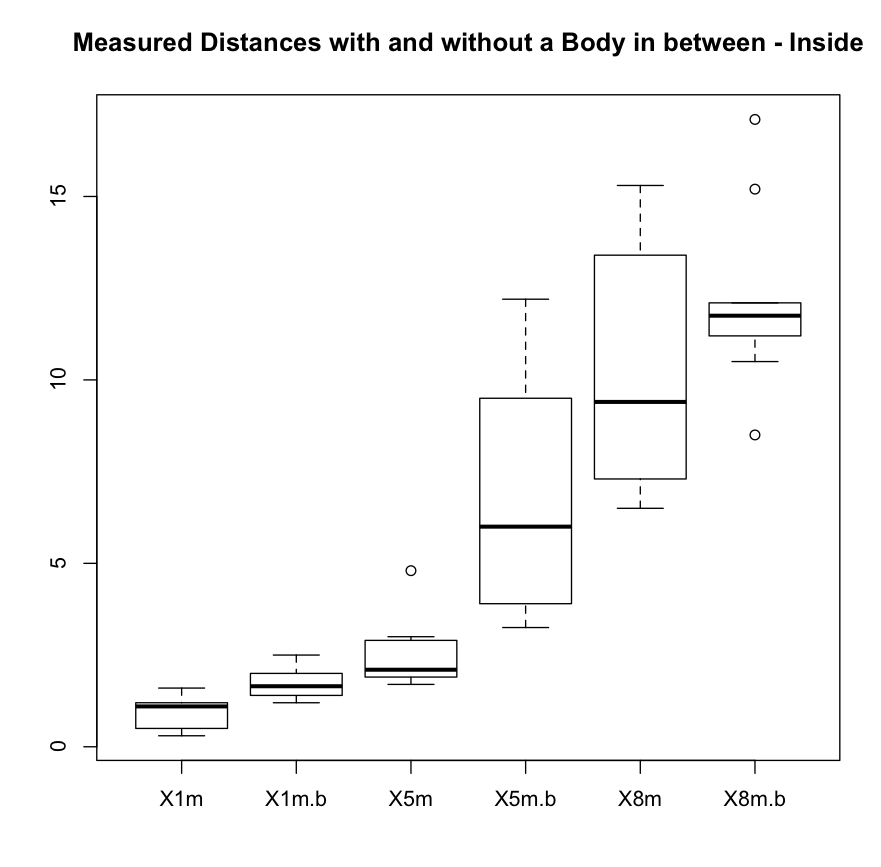 Measured Distances with and without a Body in between - Inside
15
10
5
0
X1m X1m.b X5m X5m.b X8m X8m.b